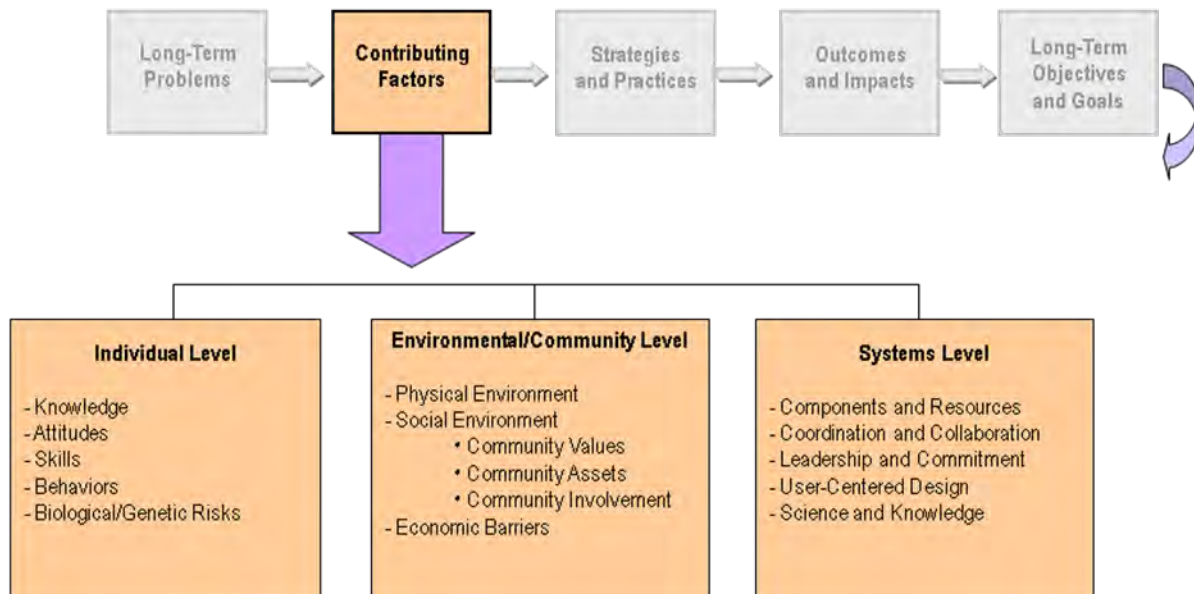 Long-Term
Problems
Contributing
Factors
Strategies
and Practices
Outcomes
and Impacts
Long-Term
Objectives
and Goals
Individual Level
- Knowledge
- Attitudes
- Skills
- Behaviors
- Biological/Genetic Risks
Environmental/Community Level
- Physical Environment
- Social Environment
• Community Values
• Community Assets
• Community Involvement
- Economic Barriers
Systems Level
- Components and Resources
- Coordination and Collaboration
- Leadership and Commitment
- User-Centered Design
- Science and Knowledge